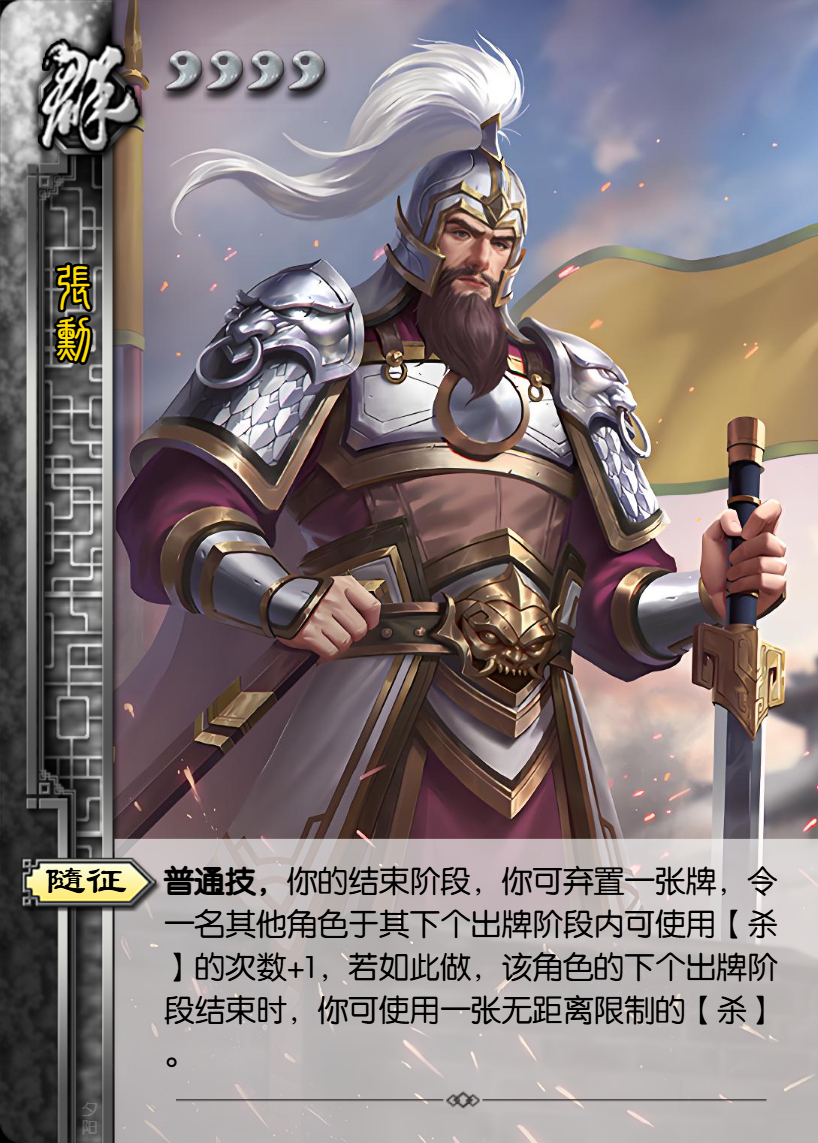 群
張勳
隨征
普通技，你的结束阶段，你可弃置一张牌，令
一名其他角色于其下个出牌阶段内可使用【杀
】的次数+1，若如此做，该角色的下个出牌阶
段结束时，你可使用一张无距离限制的【杀】
。
夕阳